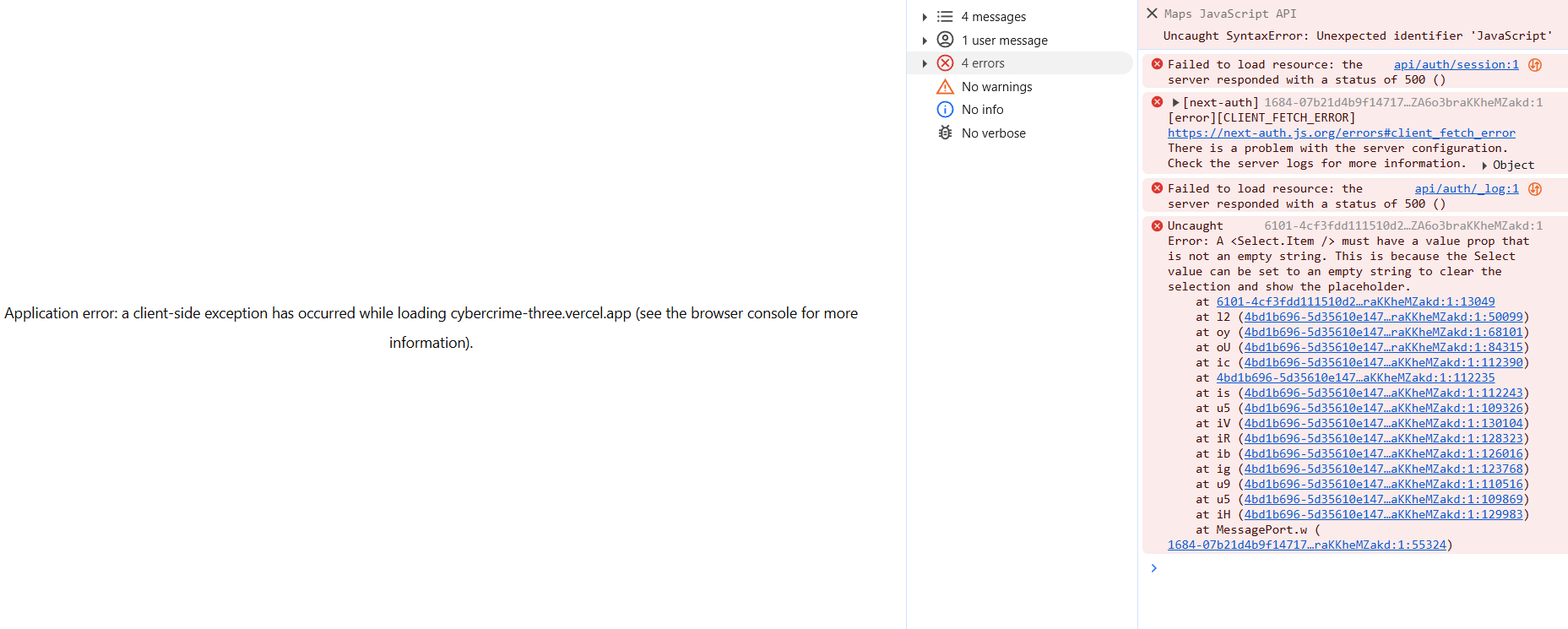 Application error: a client-side exception has occurred while loading cybercrime-three.vercel.app (see the browser console for more
information).
4 messages
1 user message
4 errors
No warnings
No info
No verbose
Maps JavaScript API
Uncaught SyntaxError: Unexpected identifier 'JavaScript'
Failed to load resource: the api/auth/session:1
server responded with a status of 500 ()
[next-auth] 1684-07b21d4b9f14717…ZA6o3braKKheMZakd:1
[error][CLIENT_FETCH_ERROR]
https://next-auth.js.org/errors#client_fetch_error
There is a problem with the server configuration.
Check the server logs for more information. Object
Failed to load resource: the api/auth/_log:1
server responded with a status of 500 ()
Uncaught 6101-4cf3fdd111510d2…ZA6o3braKKheMZakd:1
Error: A <Select.Item /> must have a value prop that
is not an empty string. This is because the Select
value can be set to an empty string to clear the
selection and show the placeholder.
at 6101-4cf3fdd111510d2…raKKheMZakd:1:13049
at l2 (4bd1b696-5d35610e147…aKKheMZakd:1:50099)
at oy (4bd1b696-5d35610e147…aKKheMZakd:1:68101)
at oU (4bd1b696-5d35610e147…aKKheMZakd:1:84315)
at ic (4bd1b696-5d35610e147…aKKheMZakd:1:112390)
at 4bd1b696-5d35610e147…aKKheMZakd:1:112235
at is (4bd1b696-5d35610e147…aKKheMZakd:1:112243)
at u5 (4bd1b696-5d35610e147…aKKheMZakd:1:109326)
at iV (4bd1b696-5d35610e147…aKKheMZakd:1:130104)
at iR (4bd1b696-5d35610e147…aKKheMZakd:1:128323)
at ib (4bd1b696-5d35610e147…aKKheMZakd:1:126016)
at ig (4bd1b696-5d35610e147…aKKheMZakd:1:123768)
at u9 (4bd1b696-5d35610e147…aKKheMZakd:1:110516)
at u5 (4bd1b696-5d35610e147…aKKheMZakd:1:109869)
at iH (4bd1b696-5d35610e147…aKKheMZakd:1:129983)
at MessagePort.w (
1684-07b21d4b9f14717…raKKheMZakd:1:55324)